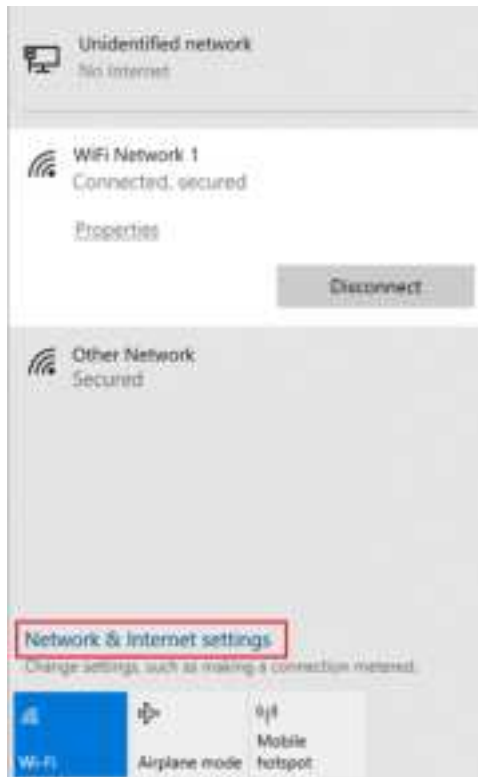 Unidentified network
No Internet
WiFi Network 1
Connected, secured
Properties
Disconnect
Other Network
Secured
Network & Internet settings
Change settings, such as making a connection metered.
Wi-Fi
Airplane mode
Mobile
hotspot